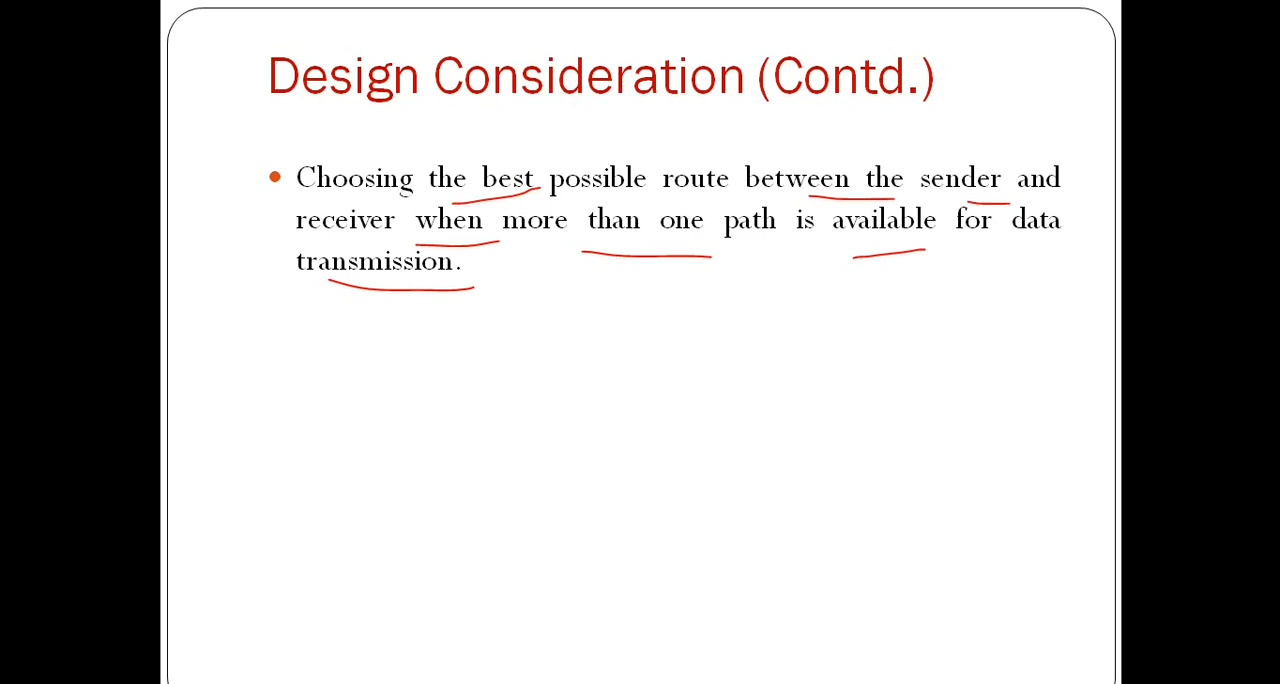 Design Consideration (Contd.)
• Choosing the best possible route between the sender and
receiver when more than one path is available for data
transmission.